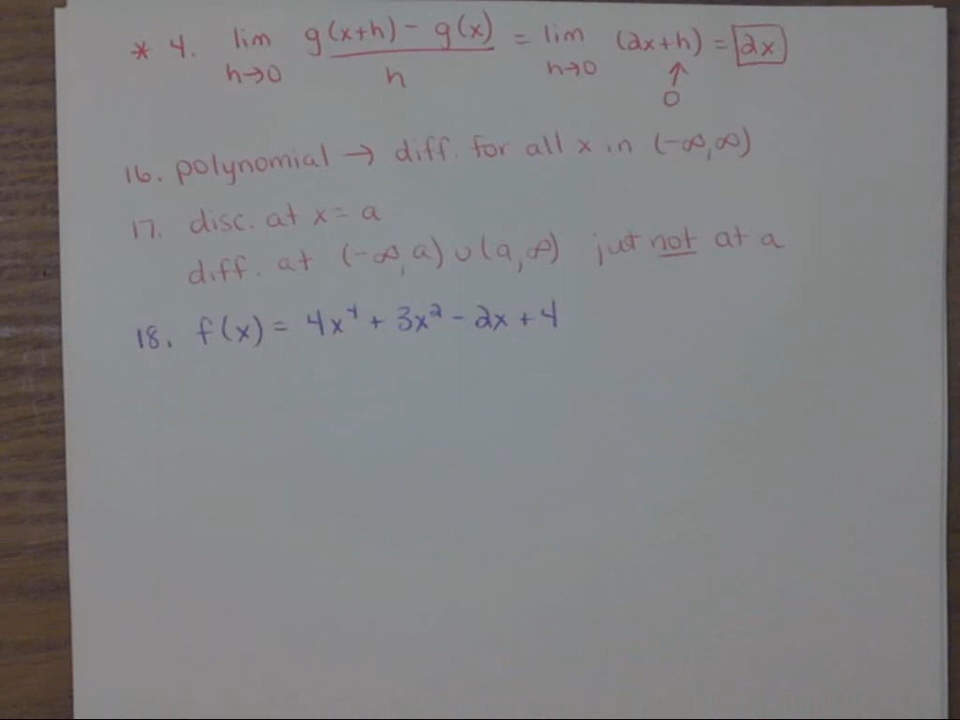 * 4. lim h→0 g(x+h) - g(x) / h = lim h→0 (2x+h) = 2x
↑
0
16. polynomial → diff. for all x in (-∞,∞)
17. disc. at x = a
diff. at (-∞,a) ∪ (a,∞) jut not at a
18. f(x) = 4x⁴ + 3x² - 2x + 4